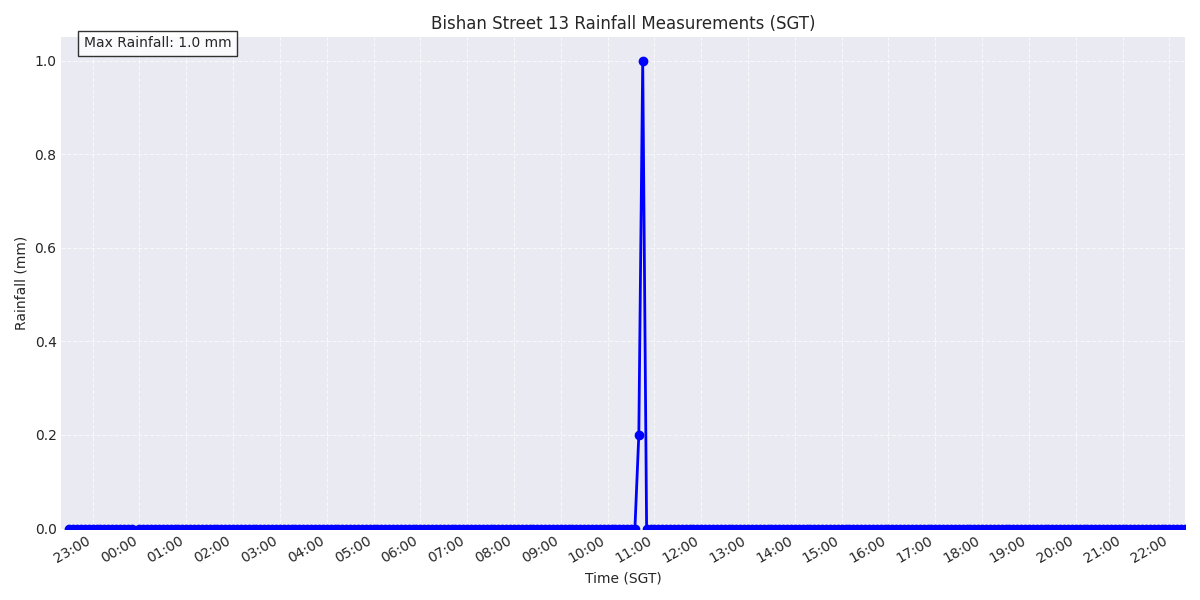 Bishan Street 13 Rainfall Measurements (SGT)
Max Rainfall: 1.0 mm
1.0
0.8
0.6
0.4
0.2
0.0
Rainfall (mm)
23:00 00:00 01:00 02:00 03:00 04:00 05:00 06:00 07:00 08:00 09:00 10:00 11:00 12:00 13:00 14:00 15:00 16:00 17:00 18:00 19:00 20:00 21:00 22:00
Time (SGT)